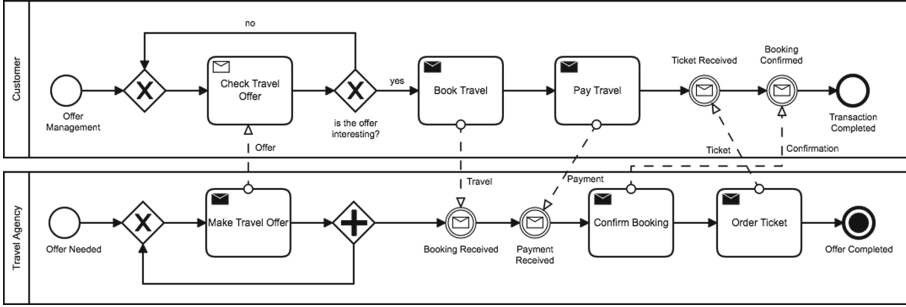 Customer
no
Offer
Management
Check Travel
Offer
is the offer
interesting?
yes
Book Travel
Pay Travel
Ticket Received
Booking
Confirmed
Transaction
Completed
Offer
Travel
Payment
Ticket
Confirmation
Travel Agency
Offer Needed
Make Travel Offer
Booking Received
Payment
Received
Confirm Booking
Order Ticket
Offer Completed